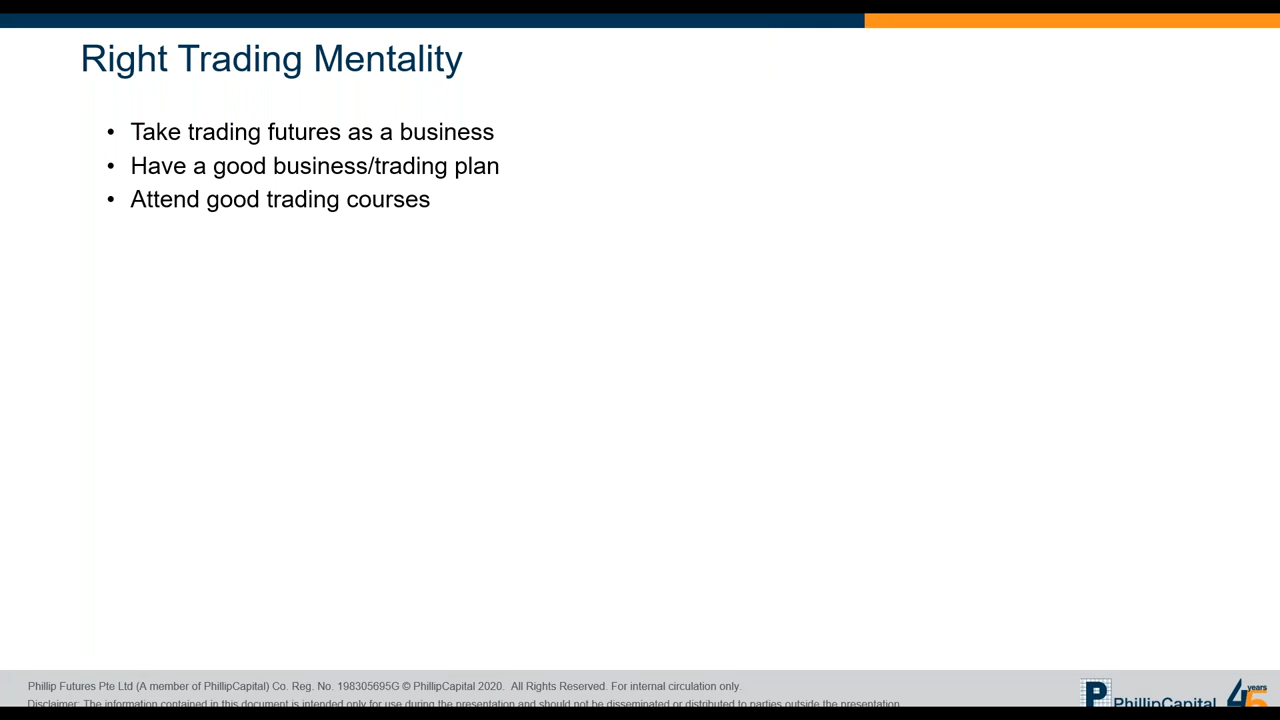 Right Trading Mentality
• Take trading futures as a business
• Have a good business/trading plan
• Attend good trading courses
Phillip Futures Pte Ltd (A member of PhillipCapital) Co. Reg. No. 198305695G © PhillipCapital 2020. All Rights Reserved. For internal circulation only.
Disclaimer: The information contained in this document is intended only for use during the presentation and should not be disseminated or distributed to parties outside the presentation.
P PhillipCapital
45 years